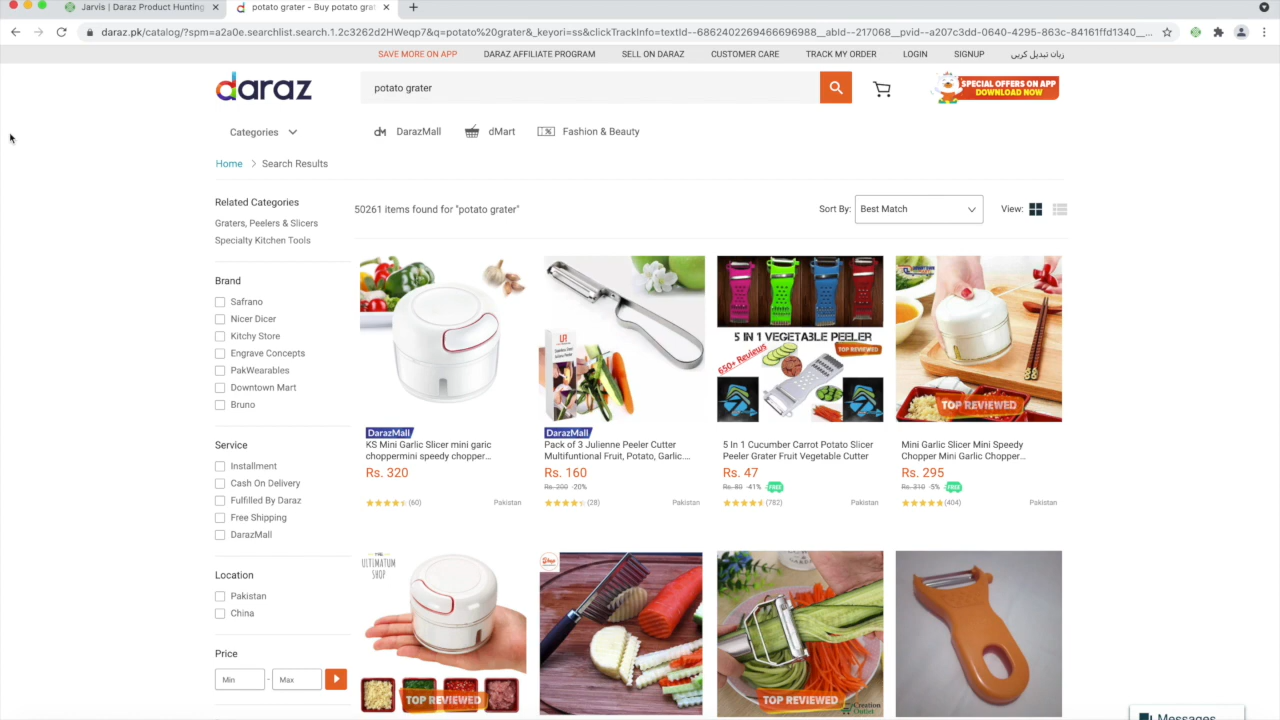 Jarvis | Daraz Product Hunting
potato grater - Buy potato grat
daraz.pk/catalog/?spm=a2a0e.searchlist.search.1.2c3262d2HWeqp7&q=potato%20grater&_keyori=ss&clickTrackInfo=textId--6862402269466696988__abId--217068__pvid--a207c3dd-0640-4295-863c-84161ffd1340__...
SAVE MORE ON APP DARAZ AFFILIATE PROGRAM SELL ON DARAZ CUSTOMER CARE TRACK MY ORDER LOGIN SIGNUP زبان تبدیل کریں
daraz
potato grater
SPECIAL OFFERS ON APP
DOWNLOAD NOW
Categories
DarazMall dMart Fashion & Beauty
Home > Search Results
Related Categories
Graters, Peelers & Slicers
Specialty Kitchen Tools
Brand
Safrano
Nicer Dicer
Kitchy Store
Engrave Concepts
PakWearables
Downtown Mart
Bruno
Service
Installment
Cash On Delivery
Fulfilled By Daraz
Free Shipping
DarazMall
Location
Pakistan
China
Price
Min - Max
50261 items found for "potato grater"
Sort By: Best Match View:
5 IN 1 VEGETABLE PEELER
TOP REVIEWED
650+ Reviews
TOP REVIEWED
DarazMall
KS Mini Garlic Slicer mini garic
choppermini speedy chopper...
Rs. 320
(60) Pakistan
DarazMall
Pack of 3 Julienne Peeler Cutter
Multifuntional Fruit, Potato, Garlic....
Rs. 160
Rs. 200 -20%
(28) Pakistan
5 In 1 Cucumber Carrot Potato Slicer
Peeler Grater Fruit Vegetable Cutter
Rs. 47
Rs. 80 -41% FREE
(782) Pakistan
Mini Garlic Slicer Mini Speedy
Chopper Mini Garlic Chopper...
Rs. 295
Rs. 310 -5% FREE
(404) Pakistan
ULTIMATUM
SHOP
TOP REVIEWED
Shop
TOP REVIEWED
Creation
Outlet
Messages